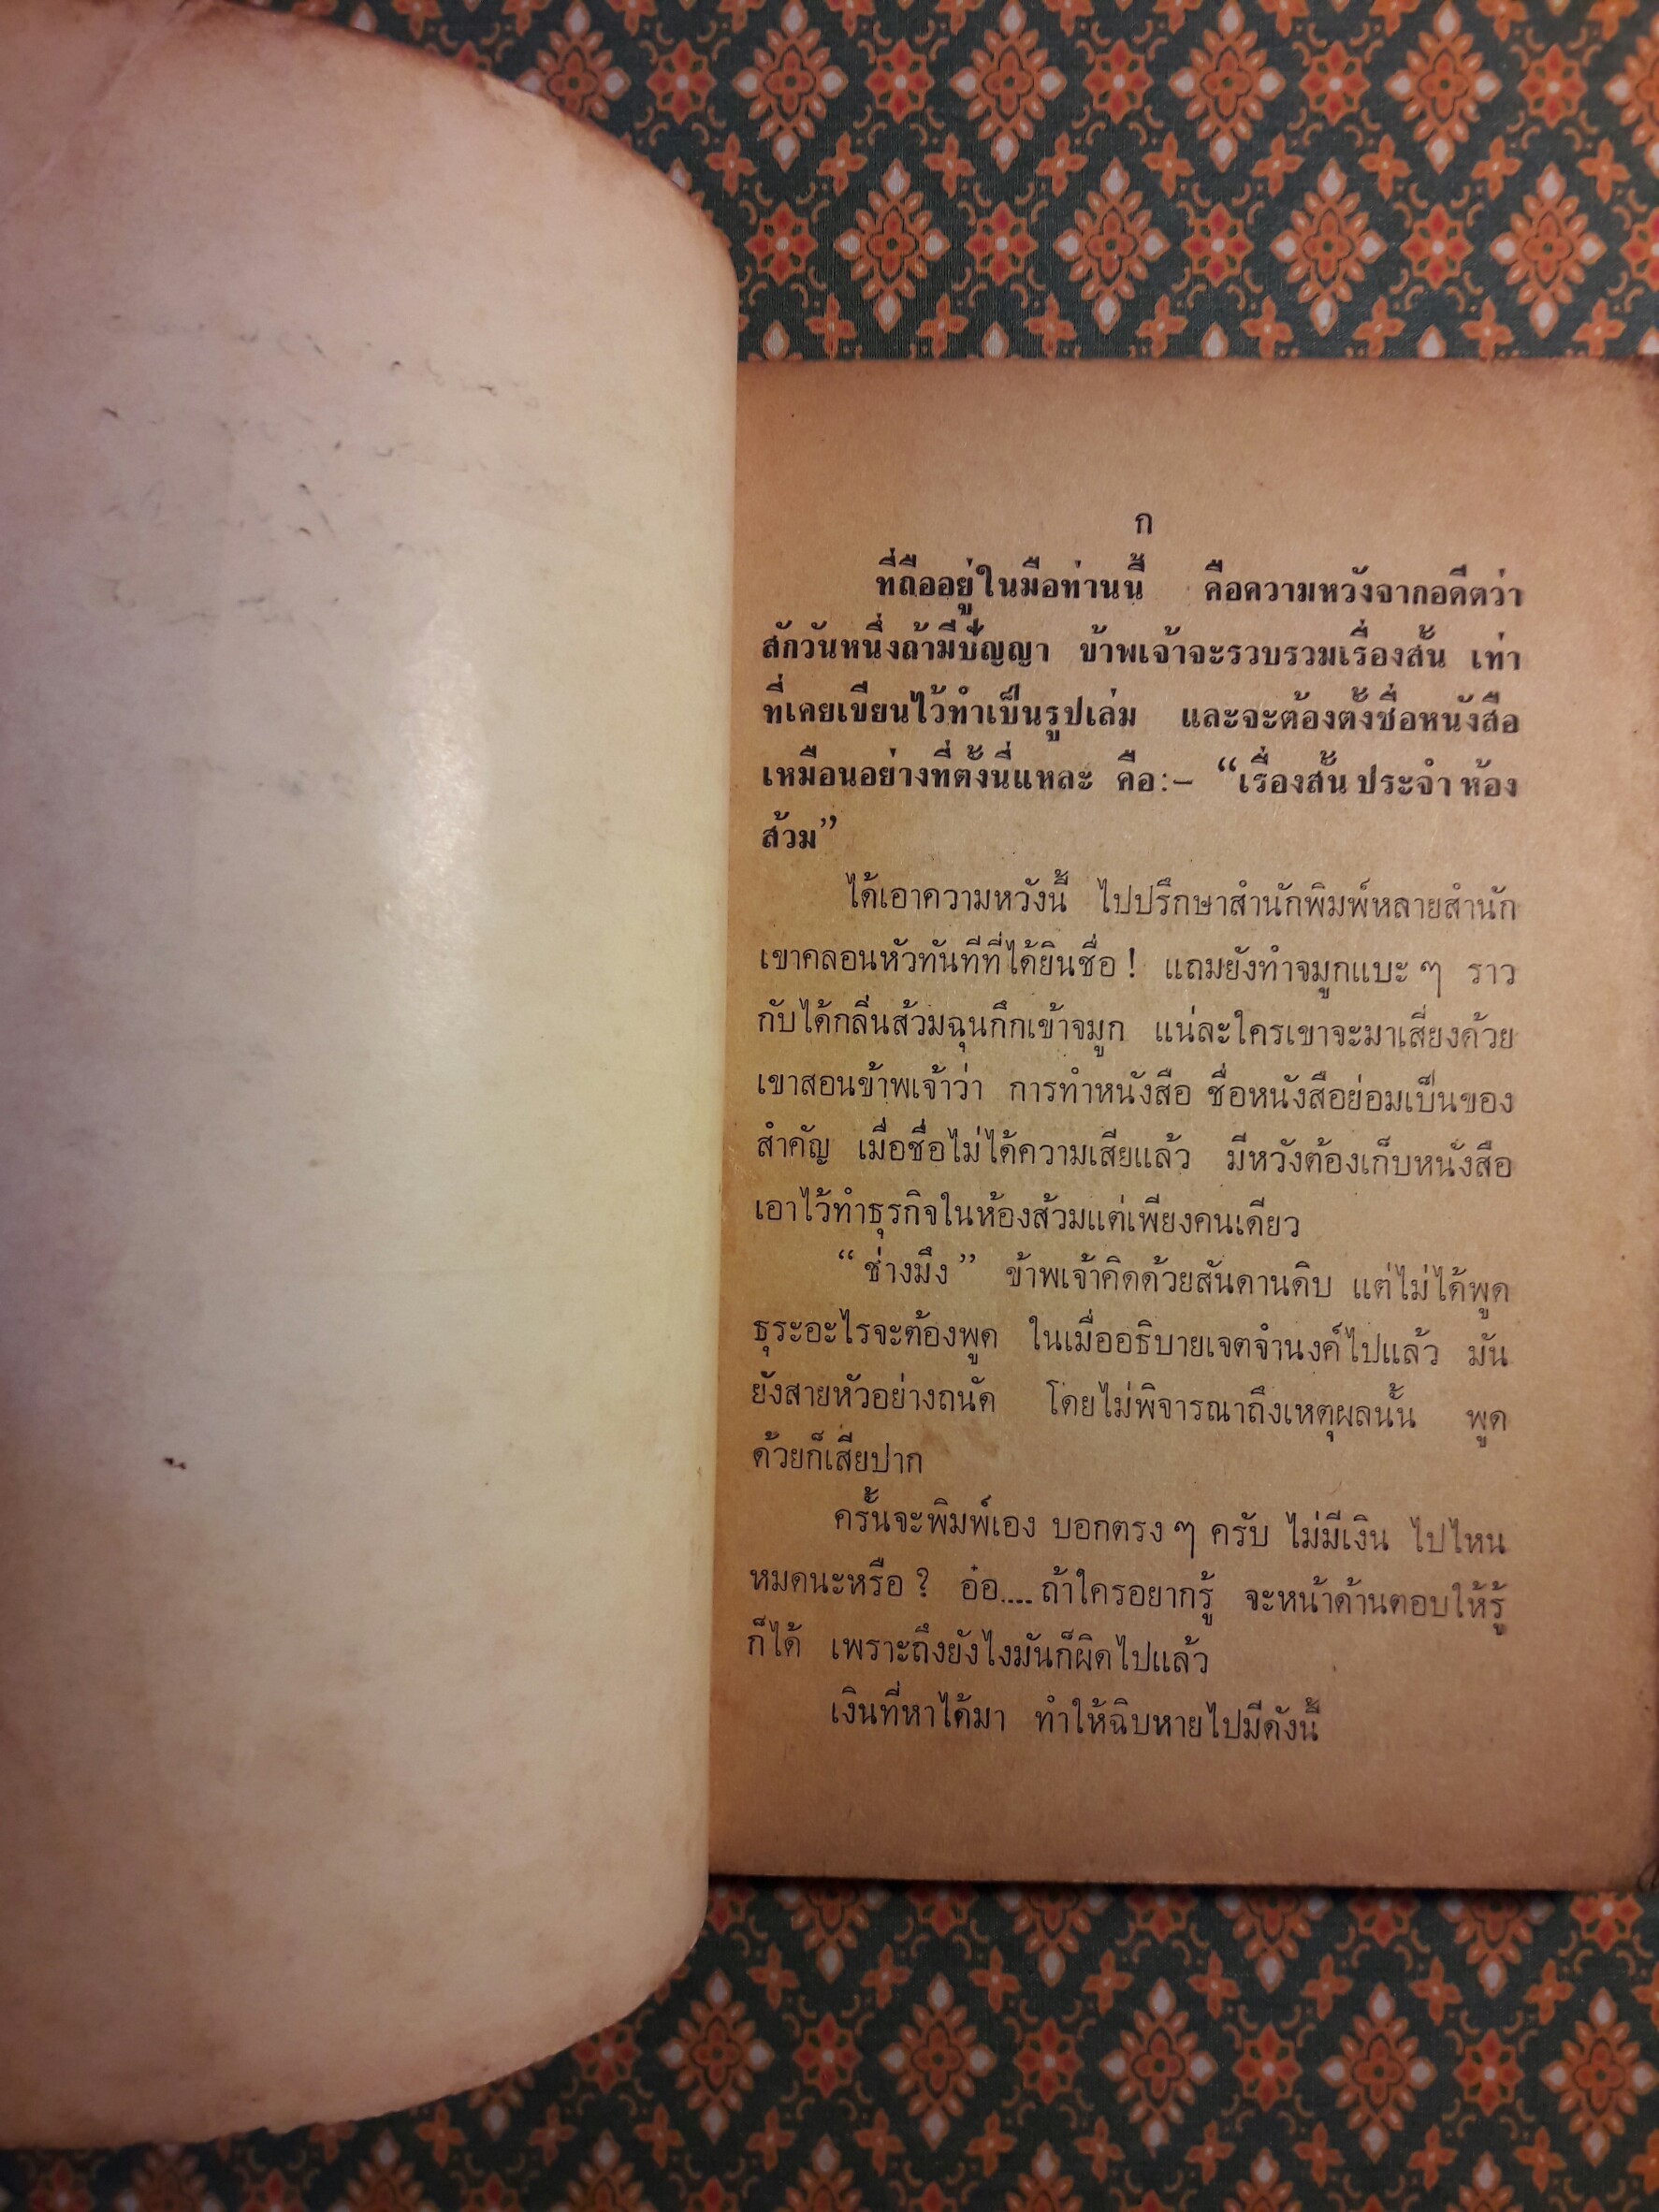 ก
ที่ถืออยู่ในมือท่านนี้ คือความหวังจากอดีตว่า
สักวันหนึ่งถ้ามีปัญญา ข้าพเจ้าจะรวบรวมเรื่องสั้น เท่า
ที่เคยเขียนไว้ทำเป็นรูปเล่ม และจะต้องตั้งชื่อหนังสือ
เหมือนอย่างที่ตั้งนี่แหละ คือ:– “เรื่องสั้น ประจำ ห้อง
ส้วม”
ได้เอาความหวังนี้ ไปปรึกษาสำนักพิมพ์หลายสำนัก
เขาคลอนหัวทันทีที่ได้ยินชื่อ ! แถมยังทำจมูกแบะ ๆ ราว
กับได้กลิ่นส้วมฉุนกึกเข้าจมูก แน่ละใครเขาจะมาเสี่ยงด้วย
เขาสอนข้าพเจ้าว่า การทำหนังสือ ชื่อหนังสือย่อมเป็นของ
สำคัญ เมื่อชื่อไม่ได้ความเสียแล้ว มีหวังต้องเก็บหนังสือ
เอาไว้ทำธุรกิจในห้องส้วมแต่เพียงคนเดียว
“ ช่างมึง ” ข้าพเจ้าคิดด้วยสันดานดิบ แต่ไม่ได้พูด
ธุระอะไรจะต้องพูด ในเมื่ออธิบายเจตจำนงค์ไปแล้ว มัน
ยังสายหัวอย่างถนัด โดยไม่พิจารณาถึงเหตุผลนั้น พูด
ด้วยก็เสียปาก
ครั้นจะพิมพ์เอง บอกตรง ๆ ครับ ไม่มีเงิน ไปไหน
หมดนะหรือ ? อ๋อ.... ถ้าใครอยากรู้ จะหน้าด้านตอบให้รู้
ก็ได้ เพราะถึงยังไงมันก็ผิดไปแล้ว
เงินที่หาได้มา ทำให้ฉิบหายไปมีดังนี้